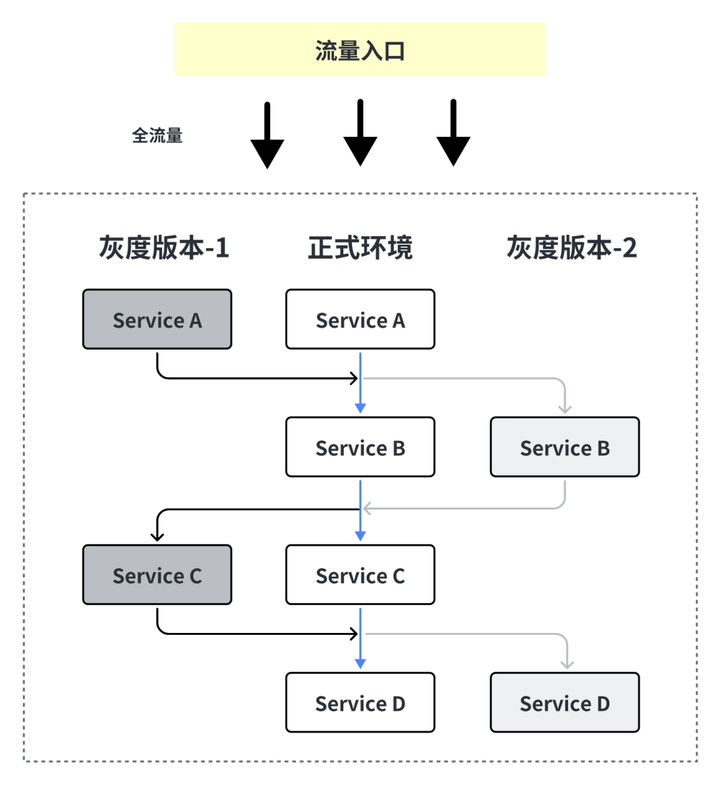 流量入口
全流量
灰度版本-1
正式环境
灰度版本-2
Service A
Service A
Service B
Service B
Service C
Service C
Service D
Service D